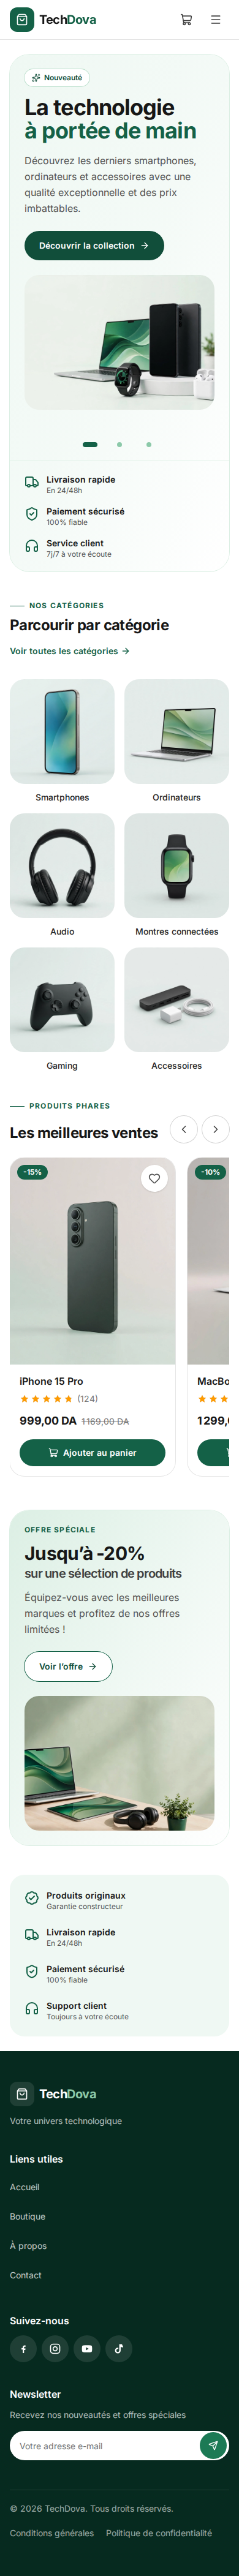 TechDova
Nouveauté
La technologie
à portée de main
Découvrez les derniers smartphones,
ordinateurs et accessoires avec une
qualité exceptionnelle et des prix
imbattables.
Découvrir la collection
Livraison rapide
En 24/48h
Paiement sécurisé
100% fiable
Service client
7j/7 à votre écoute
NOS CATÉGORIES
Parcourir par catégorie
Voir toutes les catégories
Smartphones
Ordinateurs
Audio
Montres connectées
Gaming
Accessoires
PRODUITS PHARES
Les meilleures ventes
-15%
-10%
iPhone 15 Pro
(124)
999,00 DA 1 169,00 DA
Ajouter au panier
OFFRE SPÉCIALE
Jusqu’à -20%
sur une sélection de produits
Équipez-vous avec les meilleures
marques et profitez de nos offres
limitées !
Voir l’offre
Produits originaux
Garantie constructeur
Livraison rapide
En 24/48h
Paiement sécurisé
100% fiable
Support client
Toujours à votre écoute
TechDova
Votre univers technologique
Liens utiles
Accueil
Boutique
À propos
Contact
Suivez-nous
Newsletter
Recevez nos nouveautés et offres spéciales
Votre adresse e-mail
© 2026 TechDova. Tous droits réservés.
Conditions générales Politique de confidentialité